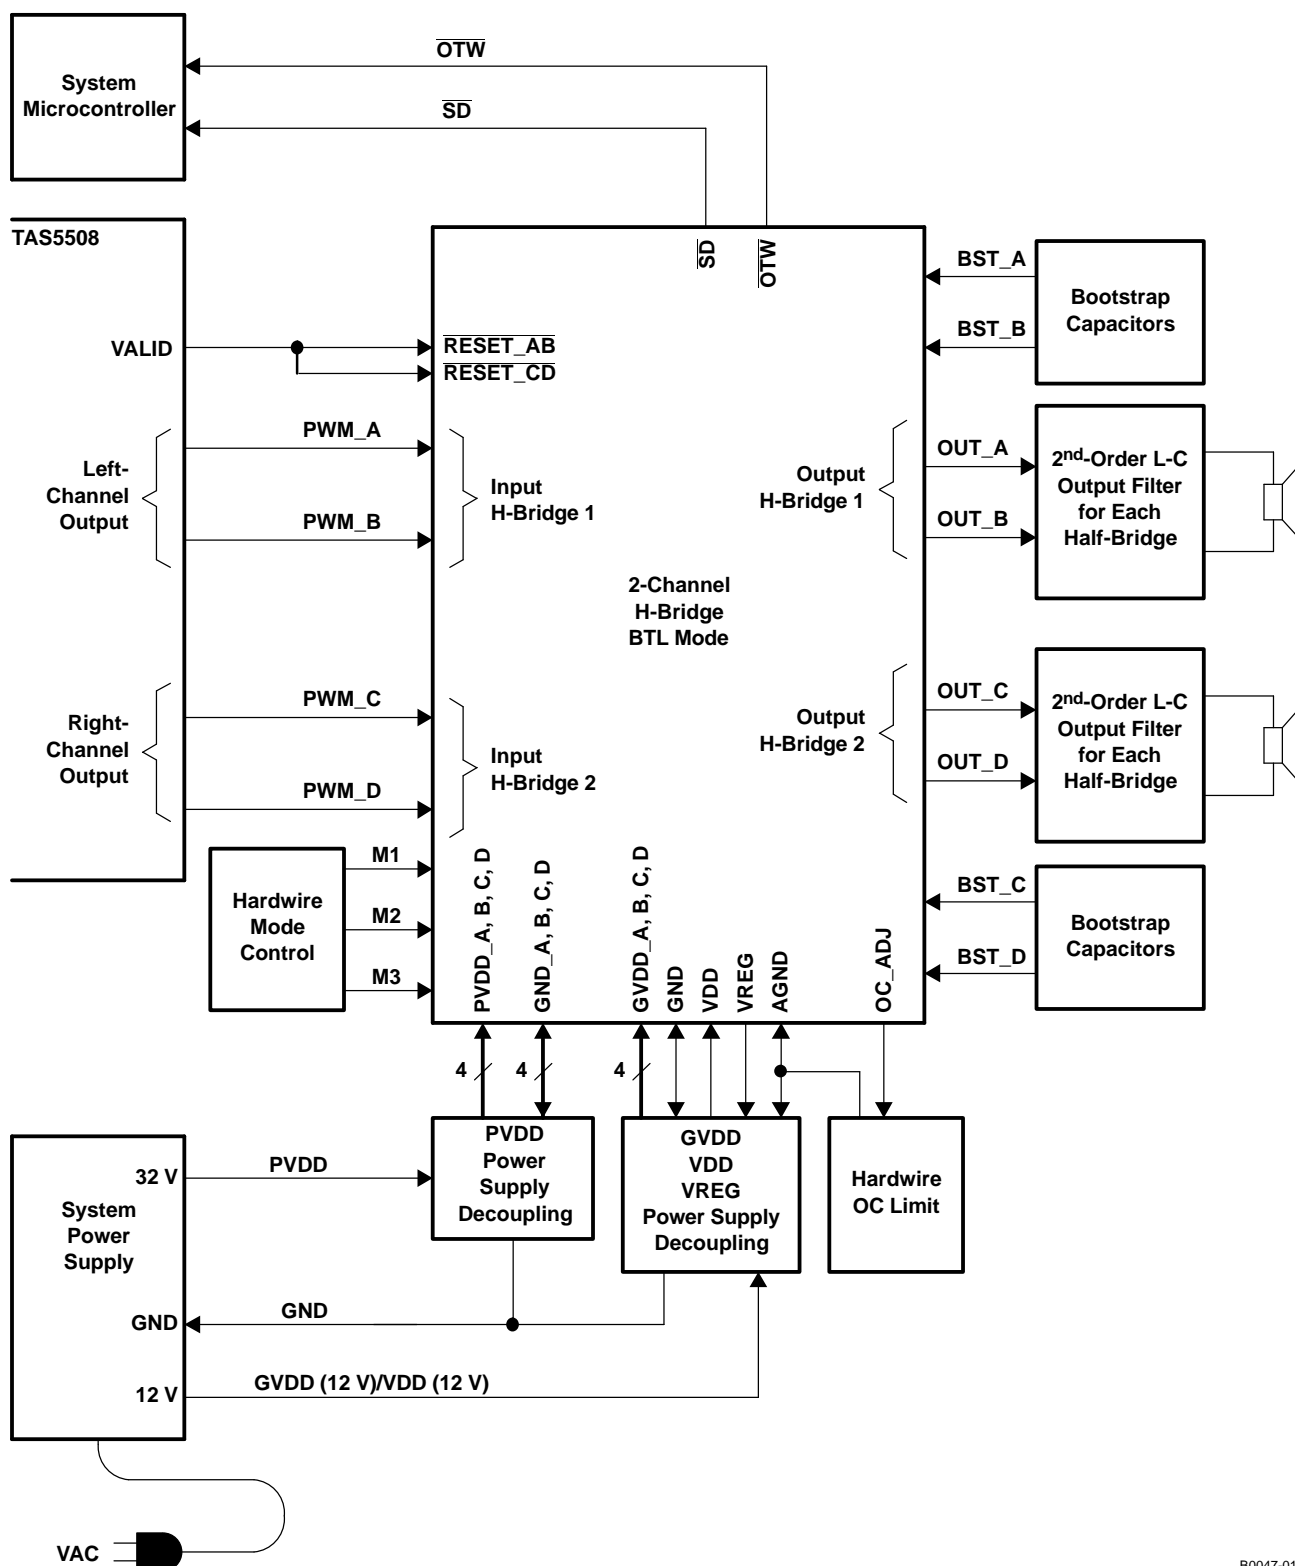 OTW
SD
System
Microcontroller
TAS5508
SD
OTW
BST_A
BST_B
Bootstrap
Capacitors
VALID
RESET_AB
RESET_CD
PWM_A
PWM_B
Left-
Channel
Output
Input
H-Bridge 1
Output
H-Bridge 1
OUT_A
OUT_B
2nd-Order L-C
Output Filter
for Each
Half-Bridge
2-Channel
H-Bridge
BTL Mode
PWM_C
PWM_D
Right-
Channel
Output
Input
H-Bridge 2
Output
H-Bridge 2
OUT_C
OUT_D
2nd-Order L-C
Output Filter
for Each
Half-Bridge
Hardwire
Mode
Control
M1
M2
M3
PVDD_A, B, C, D
GND_A, B, C, D
GVDD_A, B, C, D
GND
VDD
VREG
AGND
OC_ADJ
BST_C
BST_D
Bootstrap
Capacitors
4
4
4
PVDD
Power
Supply
Decoupling
GVDD
VDD
VREG
Power Supply
Decoupling
Hardwire
OC Limit
System
Power
Supply
32 V
PVDD
GND
GND
12 V
GVDD (12 V)/VDD (12 V)
VAC
B0047-01